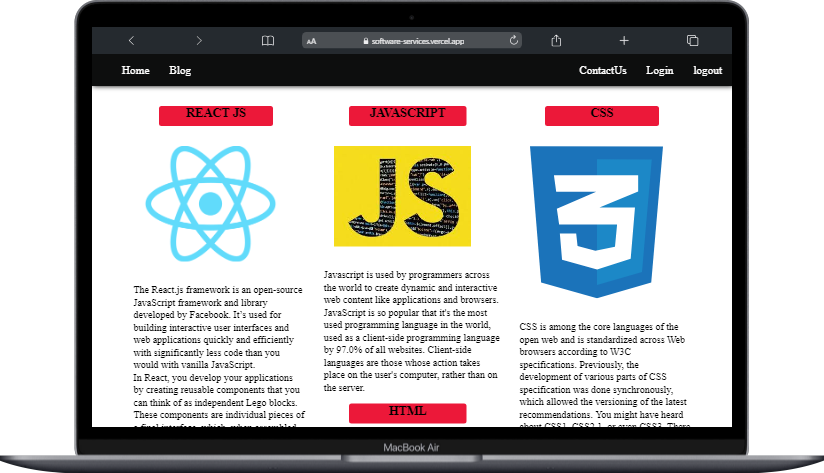 AA
software-services.vercel.app
Home
Blog
ContactUs
Login
logout
REACT JS
The React.js framework is an open-source
JavaScript framework and library
developed by Facebook. It's used for
building interactive user interfaces and
web applications quickly and efficiently
with significantly less code than you
would with vanilla JavaScript.
In React, you develop your applications
by creating reusable components that you
can think of as independent Lego blocks.
These components are individual pieces of
a final interface, which, when assembled,
JAVASCRIPT
JS
Javascript is used by programmers across
the world to create dynamic and interactive
web content like applications and browsers.
JavaScript is so popular that it's the most
used programming language in the world,
used as a client-side programming language
by 97.0% of all websites. Client-side
languages are those whose action takes
place on the user's computer, rather than on
the server.
HTML
CSS
3
CSS is among the core languages of the
open web and is standardized across Web
browsers according to W3C
specifications. Previously, the
development of various parts of CSS
specification was done synchronously,
which allowed the versioning of the latest
recommendations. You might have heard
about CSS1, CSS2.1, or even CSS3. There
MacBook Air